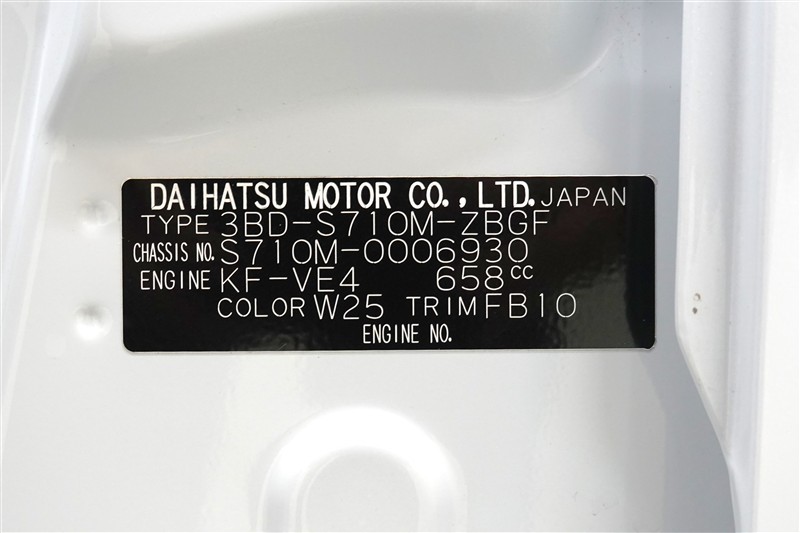 DAIHATSU MOTOR CO., LTD. JAPAN
TYPE 3BD-S710M-ZBGF
CHASSIS NO. S710M-0006930
ENGINE KF-VE4 658cc
COLOR W25 TRIM FB10
ENGINE NO.